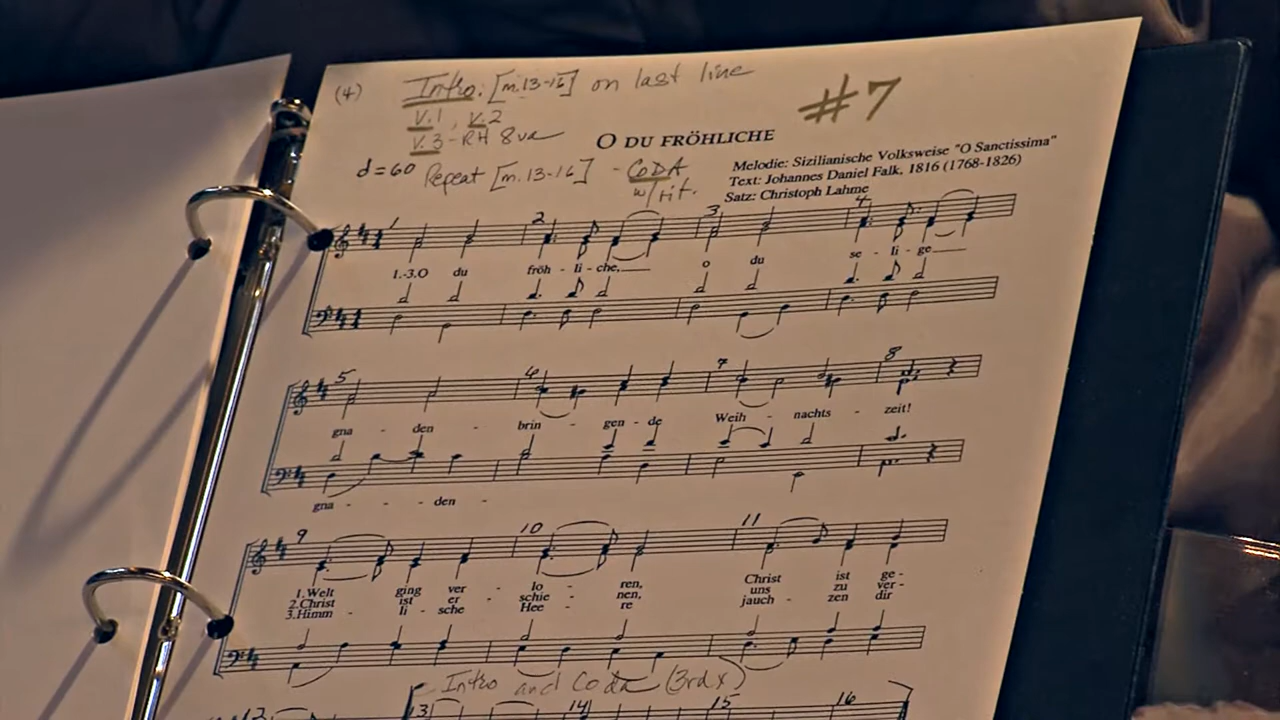 (4) Intro: [m.13-16] on last line
#7
V.1, V.2
V.3 - RH 8va
O DU FRÖHLICHE
d=60 Repeat [m.13-16] - CODA
w/rit.
Melodie: Sizilianische Volksweise "O Sanctissima"
Text: Johannes Daniel Falk, 1816 (1768-1826)
Satz: Christoph Lahme
1 2 3 4
1.-3.O du fröh - li - che, o du se - li - ge
5 6 7 8
gna - den brin - gen - de Weih - nachts - zeit!
gna - - den -
9 10 11
1.Welt ging ver - lo - ren, Christ ist ge-
2.Christ ist er - schie - nen, uns zu ver-
3.Himm - li - sche Hee - re jauch - zen dir
Intro and Coda (3rd x)
12 13 14 15 16